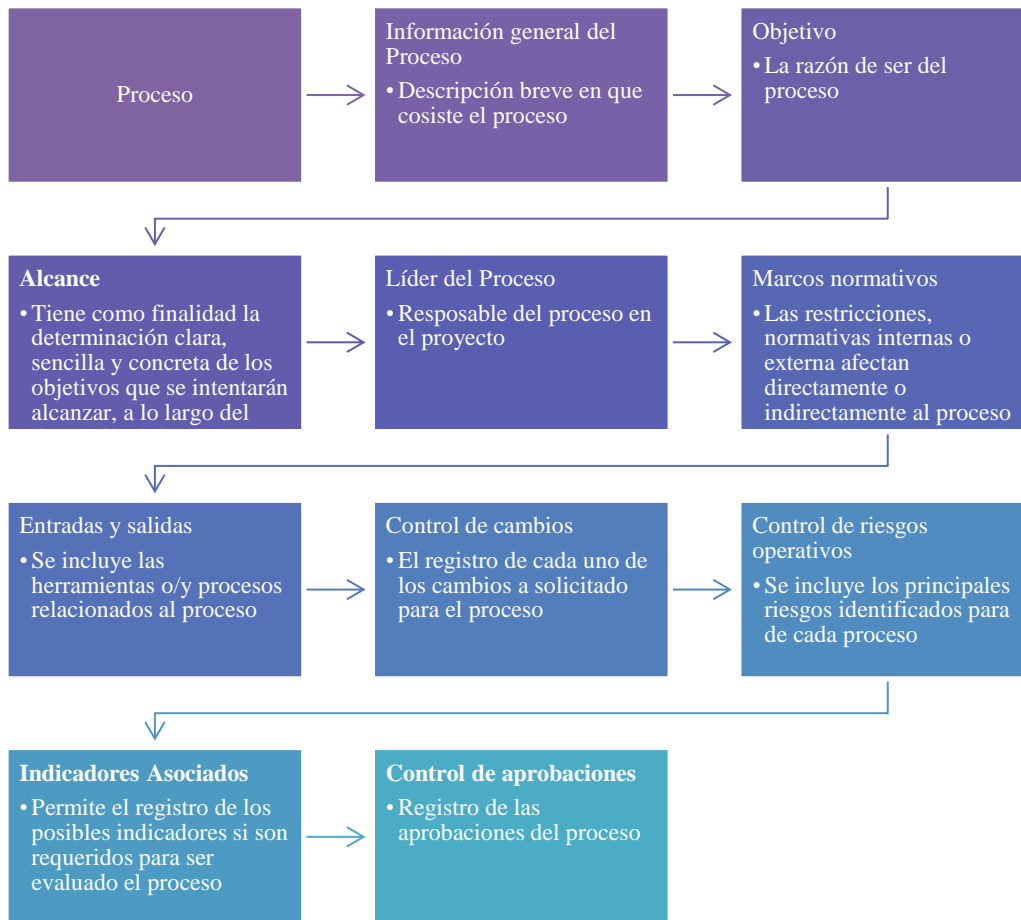 Proceso
Información general del
Proceso
• Descripción breve en que
cosiste el proceso
Objetivo
• La razón de ser del
proceso
Alcance
• Tiene como finalidad la
determinación clara,
sencilla y concreta de los
objetivos que se intentarán
alcanzar, a lo largel del
Líder del Proceso
• Resposable del proceso en
el proyecto
Marcos normativos
• Las restricciones,
normativas internas o
externa afectan
directamente o
indirectamente al proceso
Entradas y salidas
• Se incluye las
herramientas o/y procesos
relacionados al proceso
Control de cambios
• El registro de cada uno de
los cambios a solicitado
para el proceso
Control de riesgos
operativos
• Se incluye los principales
riesgos identificados para
de cada proceso
Indicadores Asociados
• Permite el registro de los
posibles indicadores si son
requeridos para ser
evaluado el proceso
Control de aprobaciones
• Registro de las
aprobaciones del proceso